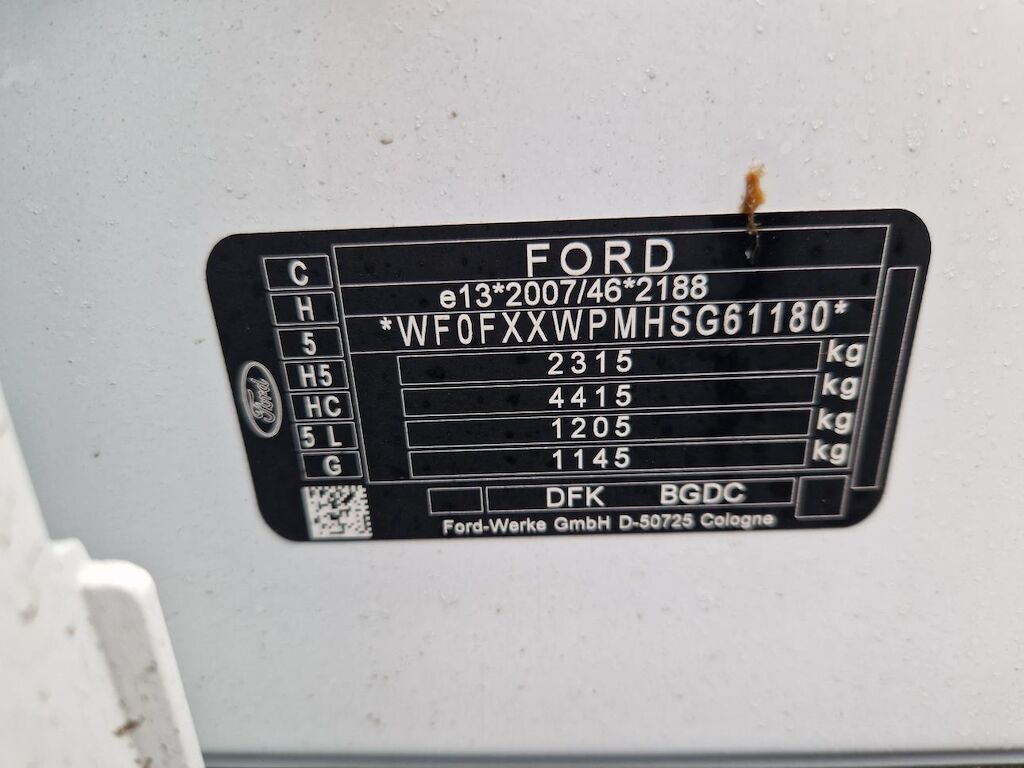 FORD
C
e13*2007/46*2188
H
*WF0FXXWPMHSG61180*
5
2315 kg
H5
4415 kg
HC
1205 kg
5 L
1145 kg
G
Ford
DFK BGDC
Ford-Werke GmbH D-50725 Cologne